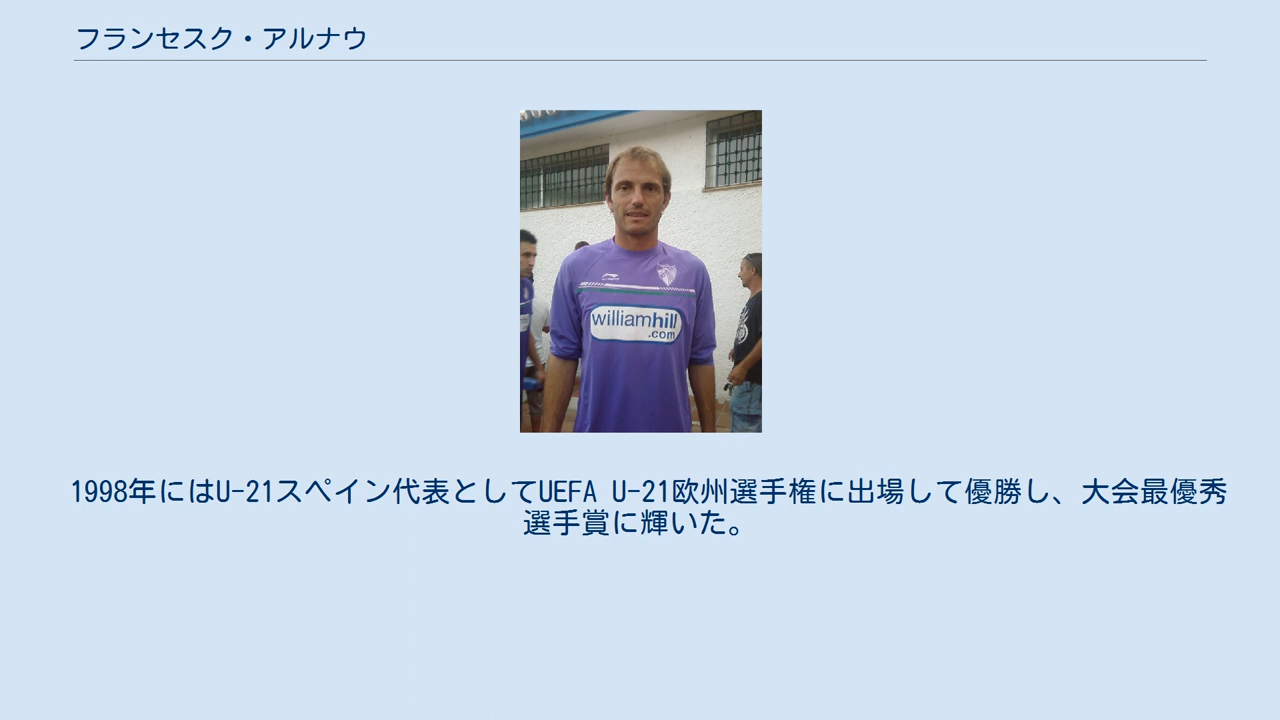 フランセスク・アルナウ
williamhill
.com
1998年にはU-21スペイン代表としてUEFA U-21欧州選手権に出場して優勝し、大会最優秀
選手賞に輝いた。